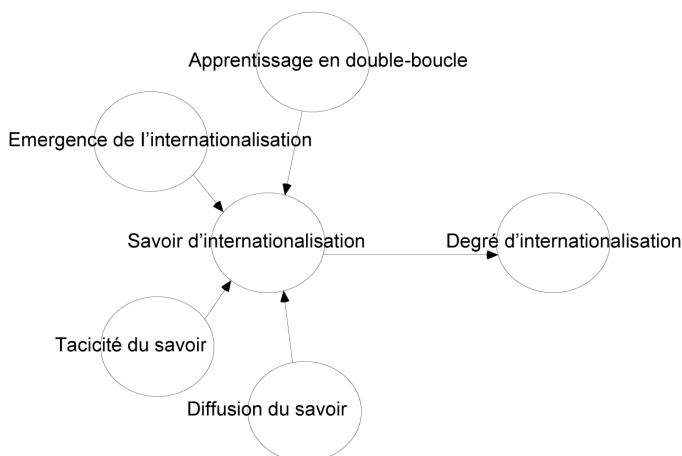 Apprentissage en double-boucle
Emergence de l'internationalisation
Savoir d'internationalisation
Degré d'internationalisation
Tacicité du savoir
Diffusion du savoir